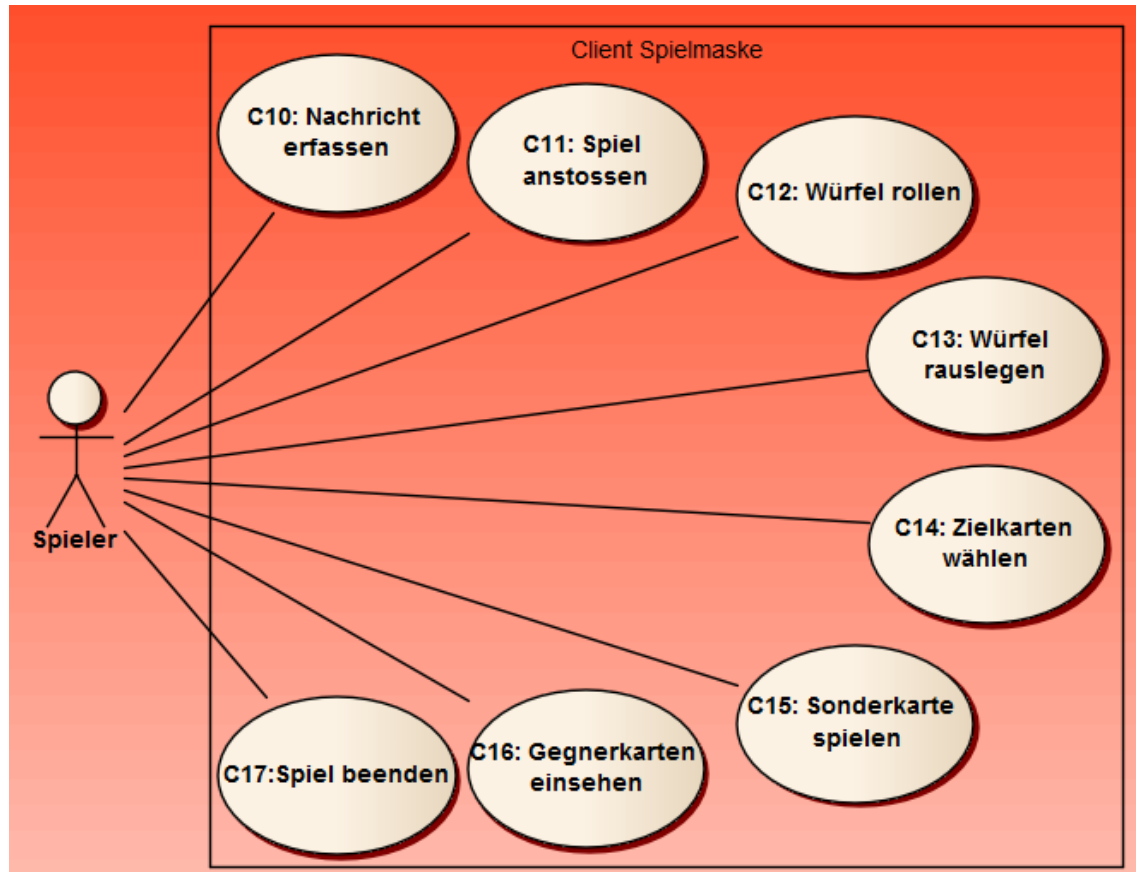 Client Spielmaske
C10: Nachricht
erfassen
C11: Spiel
anstossen
C12: Würfel rollen
C13: Würfel
rauslegen
Spieler
C14: Zielkarten
wählen
C15: Sonderkarte
spielen
C16: Gegnerkarten
einsehen
C17:Spiel beenden